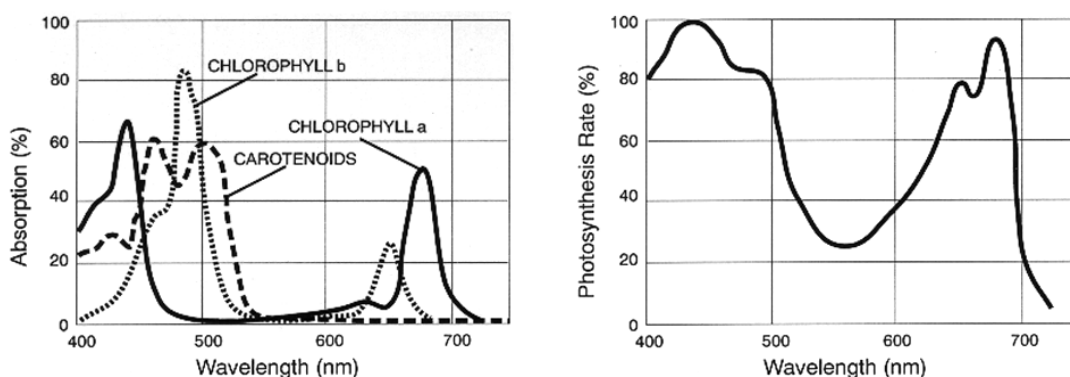 Absorption (%)
100
80
60
40
20
0
CHLOROPHYLL b
CHLOROPHYLL a
CAROTENOIDS
400
500
600
700
Wavelength (nm)
Photosynthesis Rate (%)
100
80
60
40
20
0
400
500
600
700
Wavelength (nm)